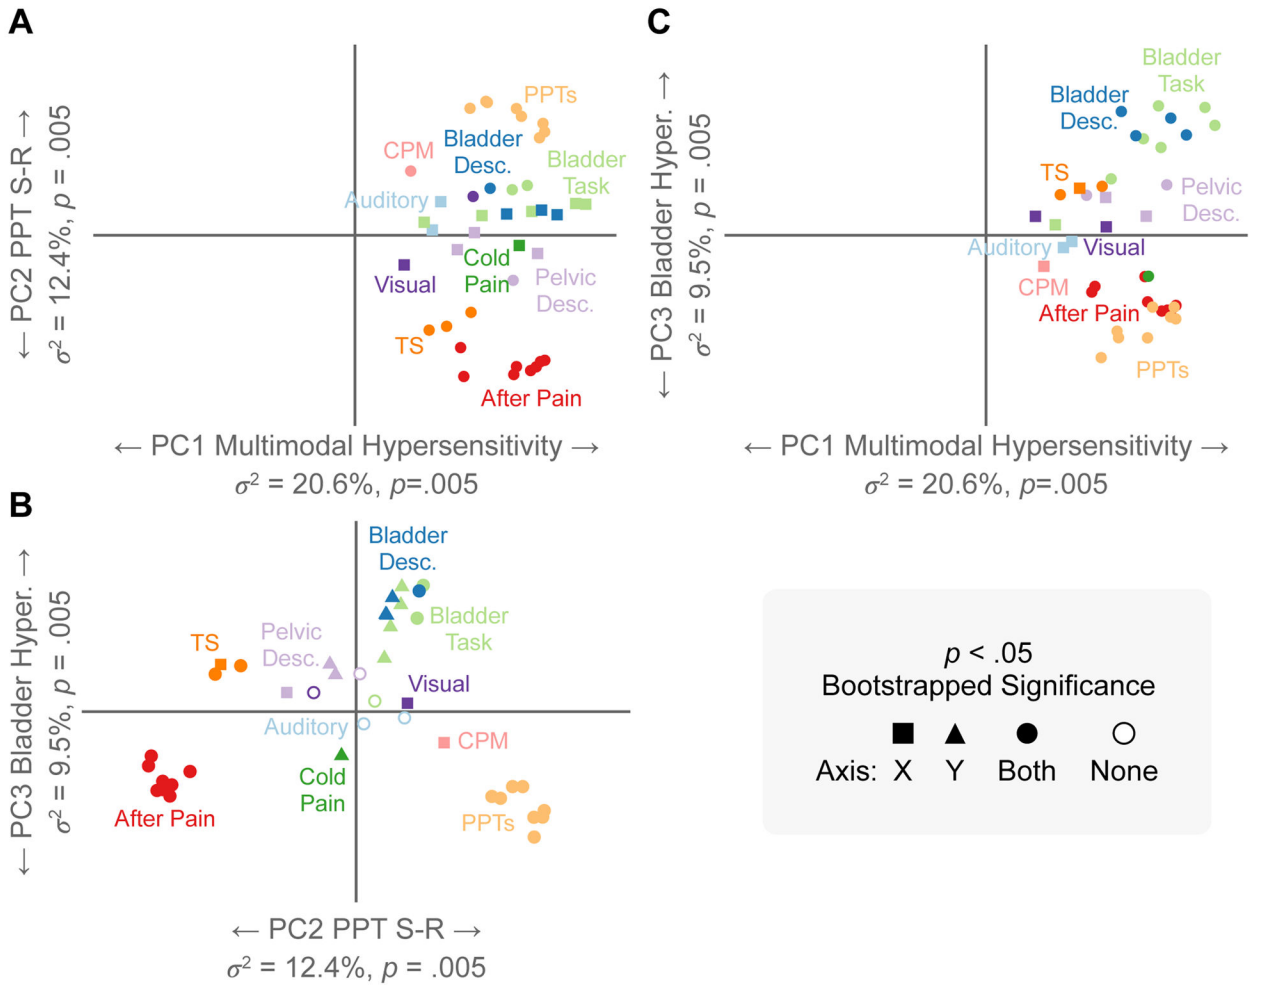 A
← PC2 PPT S-R →
σ² = 12.4%, p = .005
PPTs
CPM
Bladder
Desc.
Bladder
Task
Auditory
Cold
Pain
Visual
Pelvic
Desc.
TS
After Pain
← PC1 Multimodal Hypersensitivity →
σ² = 20.6%, p=.005
C
← PC3 Bladder Hyper. →
σ² = 9.5%, p = .005
Bladder
Task
Bladder
Desc.
TS
Pelvic
Desc.
Auditory
Visual
CPM
After Pain
PPTs
← PC1 Multimodal Hypersensitivity →
σ² = 20.6%, p=.005
B
← PC3 Bladder Hyper. →
σ² = 9.5%, p = .005
Bladder
Desc.
Bladder
Task
TS
Pelvic
Desc.
Visual
Auditory
CPM
Cold
Pain
After Pain
PPTs
← PC2 PPT S-R →
σ² = 12.4%, p = .005
p < .05
Bootstrapped Significance
Axis: X Y Both None